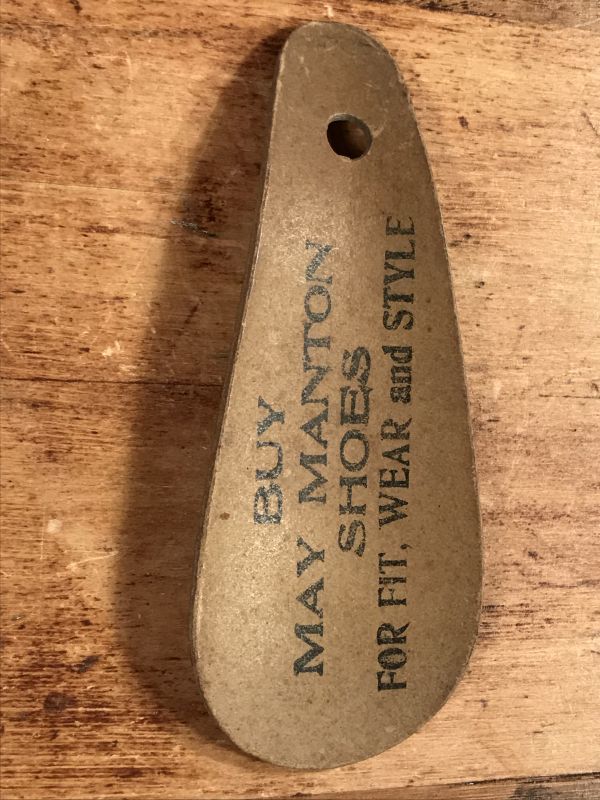 BUY
MAY MANTON
SHOES
FOR FIT, WEAR and STYLE